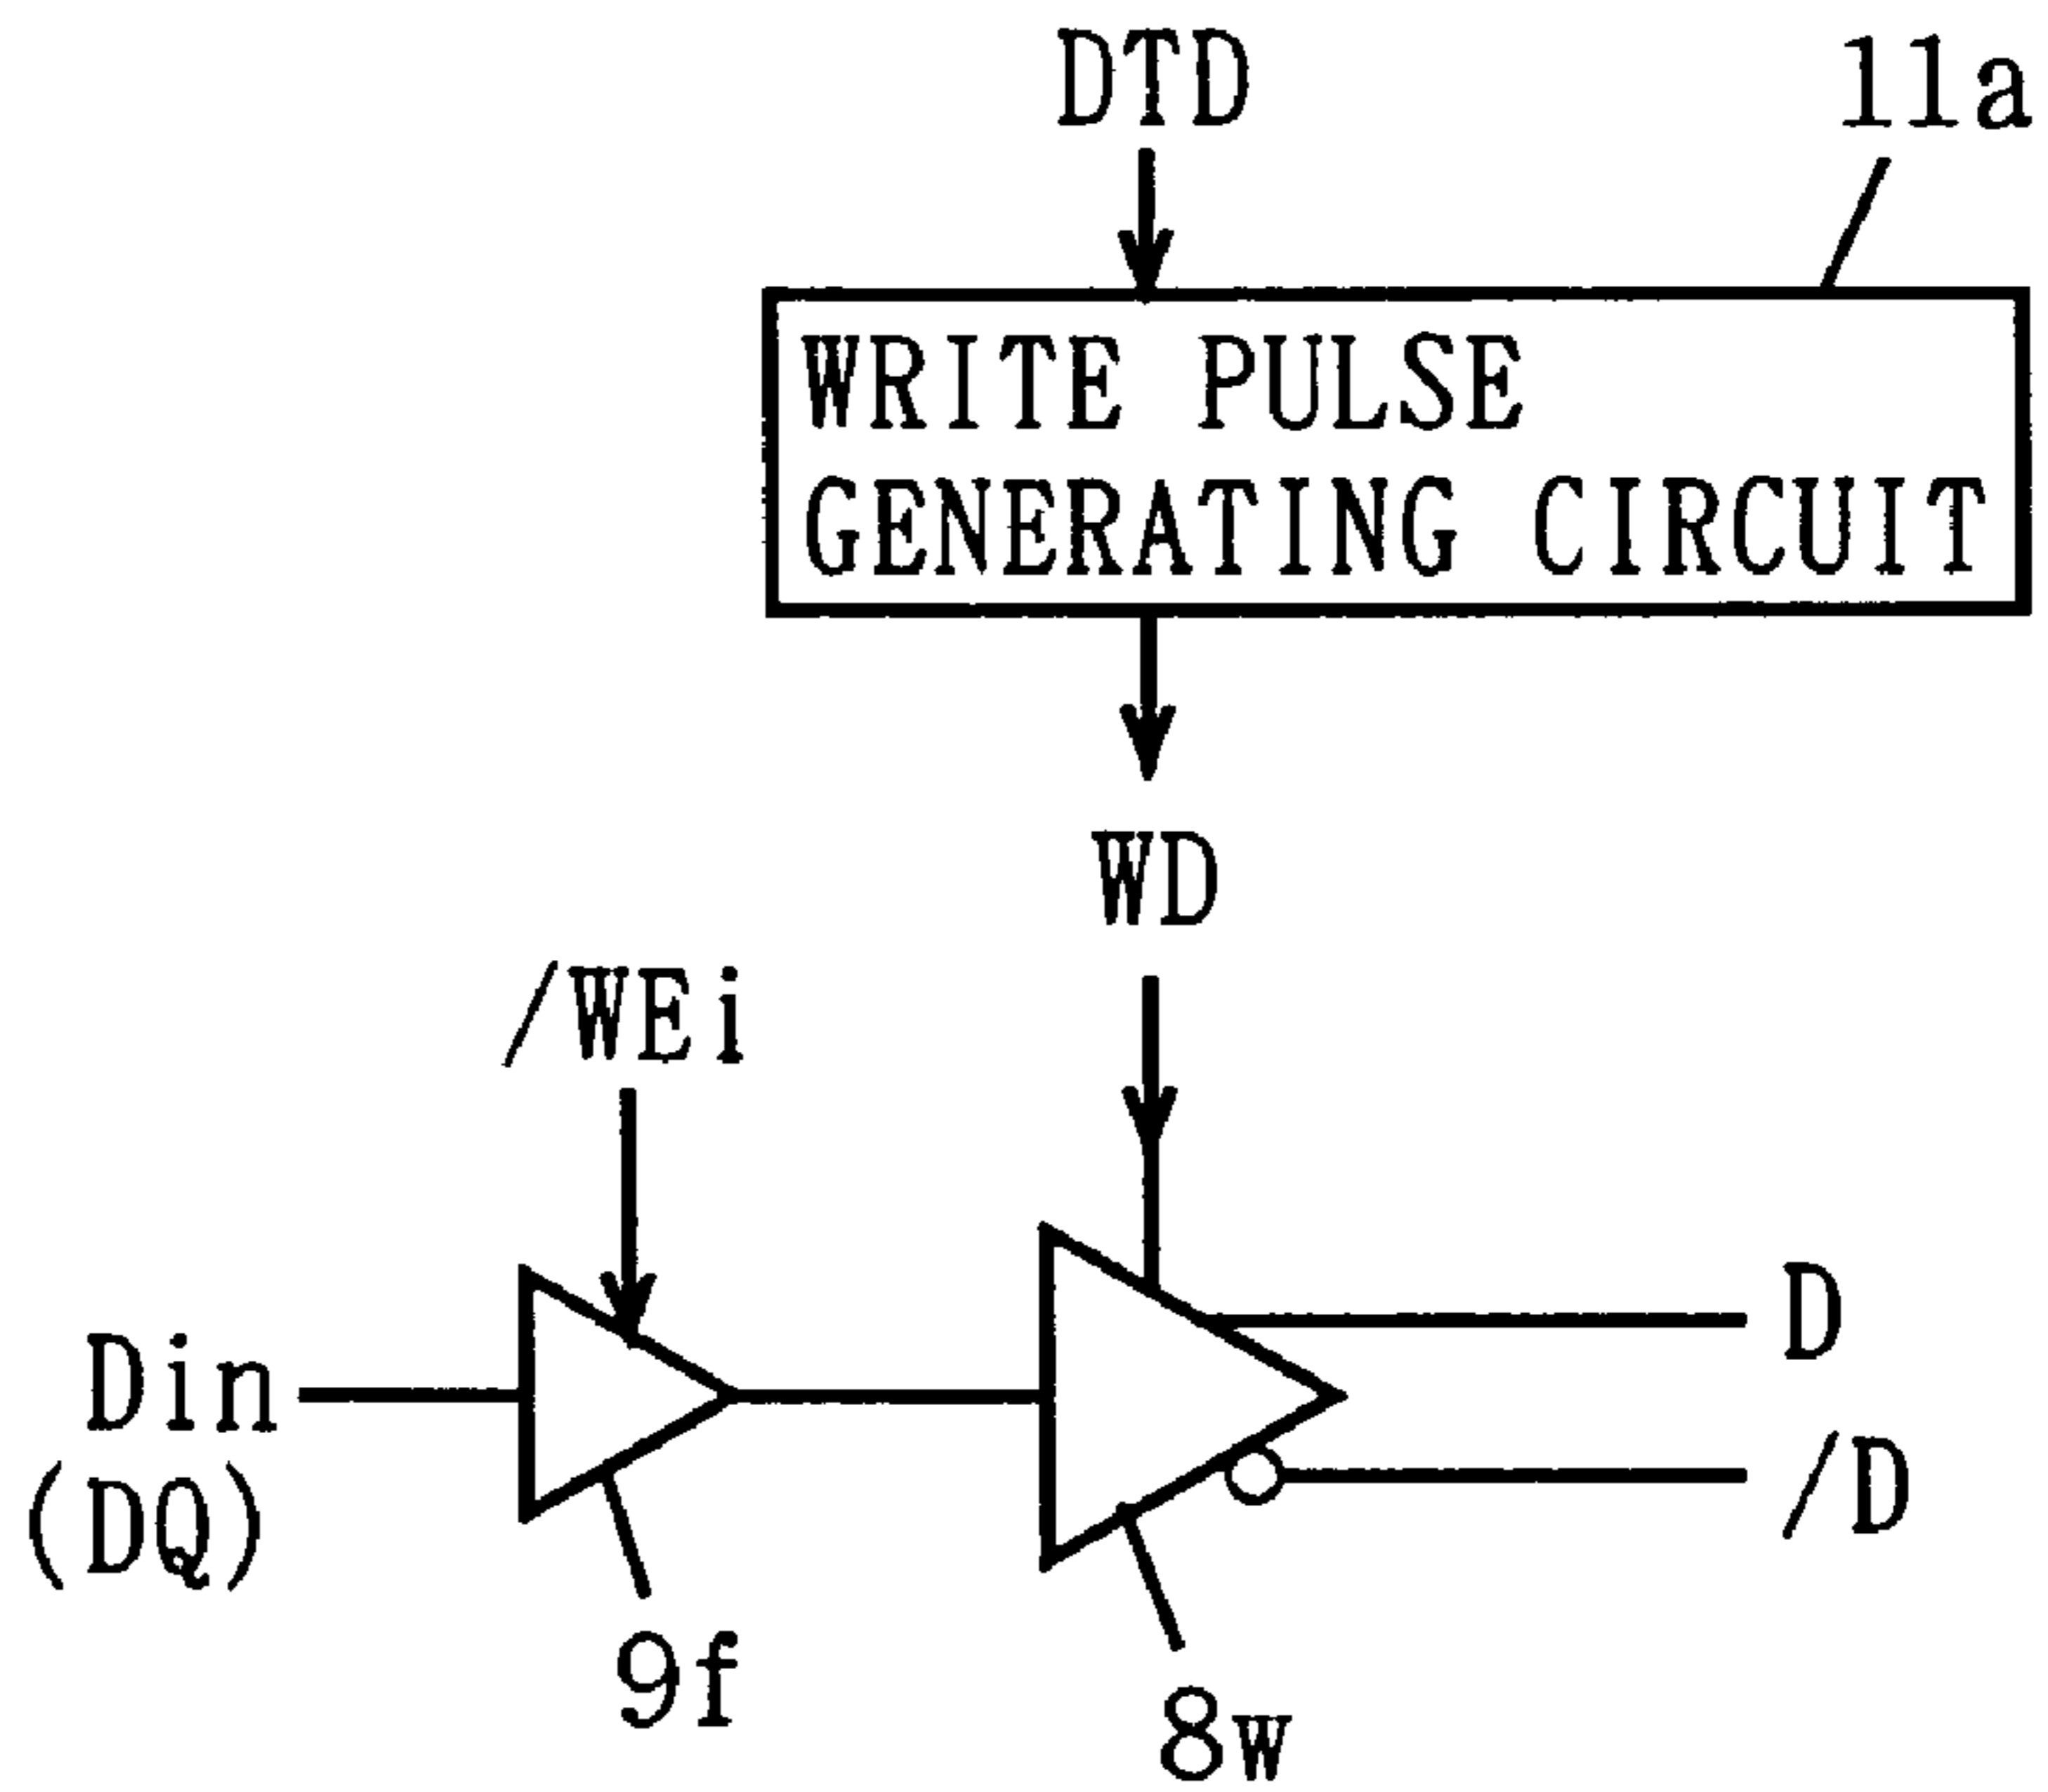 DTD
11a
WRITE PULSE
GENERATING CIRCUIT
WD
/WEi
D
Din
/D
(DQ)
9f
8w